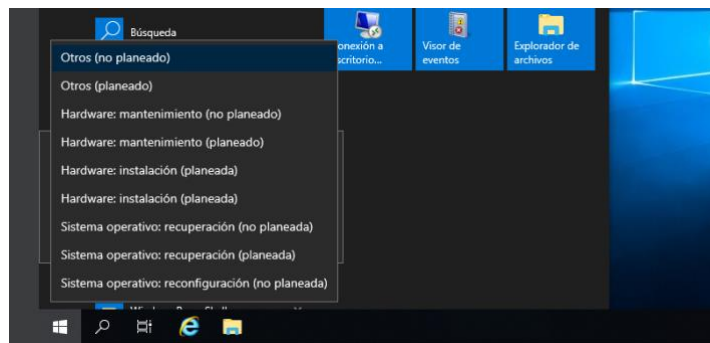 Búsqueda
onexión a
scritorio...
Visor de
eventos
Explorador de
archivos
Otros (no planeado)
Otros (planeado)
Hardware: mantenimiento (no planeado)
Hardware: mantenimiento (planeado)
Hardware: instalación (planeada)
Hardware: instalación (planeada)
Sistema operativo: recuperación (no planeada)
Sistema operativo: recuperación (planeada)
Sistema operativo: reconfiguración (no planeada)